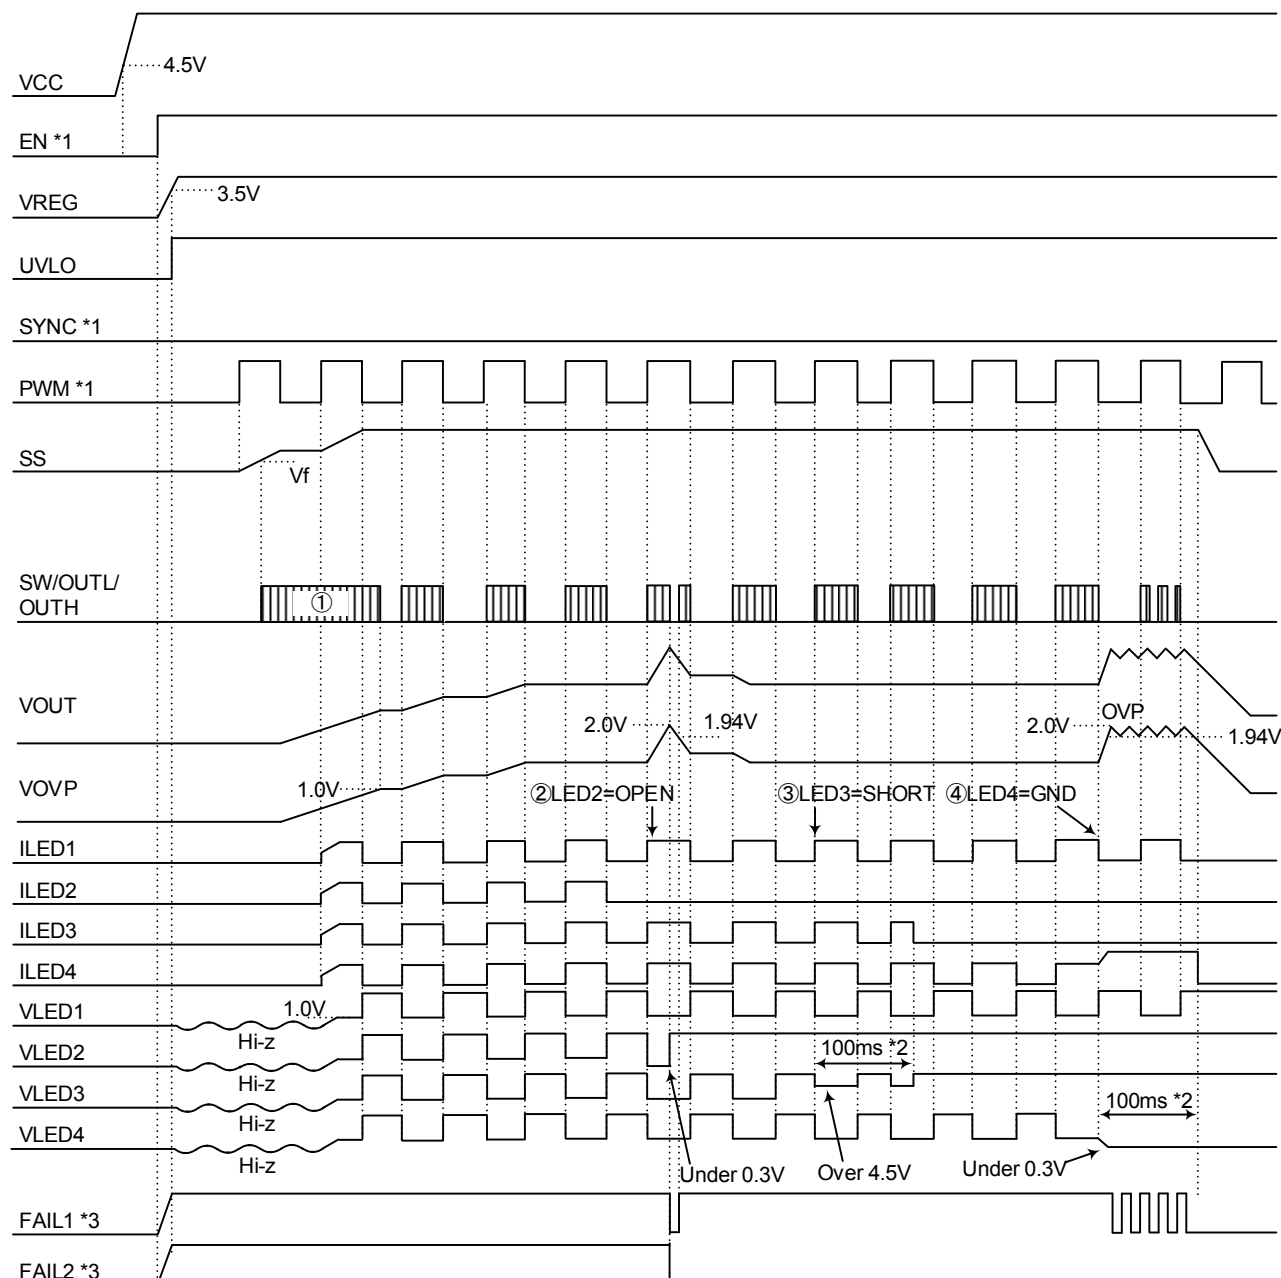 4.5V
VCC
EN *1
3.5V
VREG
UVLO
SYNC *1
PWM *1
SS
Vf
SW/OUTL/
OUTH
①
VOUT
2.0V
1.94V
2.0V
OVP
1.94V
VOVP
1.0V
②LED2=OPEN
③LED3=SHORT
④LED4=GND
ILED1
ILED2
ILED3
ILED4
VLED1
1.0V
Hi-z
VLED2
100ms *2
Hi-z
VLED3
100ms *2
Hi-z
VLED4
Hi-z
Under 0.3V
Over 4.5V
Under 0.3V
FAIL1 *3
FAIL2 *3